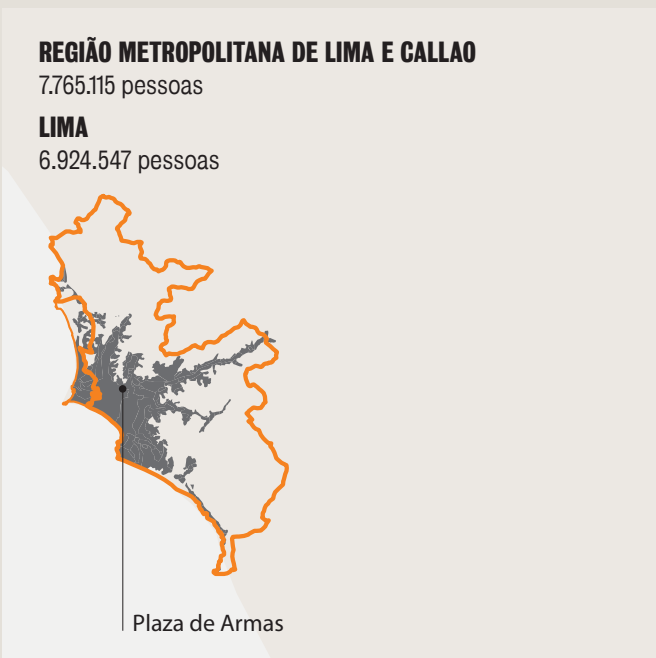 REGIÃO METROPOLITANA DE LIMA E CALLAO
7.765.115 pessoas
LIMA
6.924.547 pessoas
Plaza de Armas